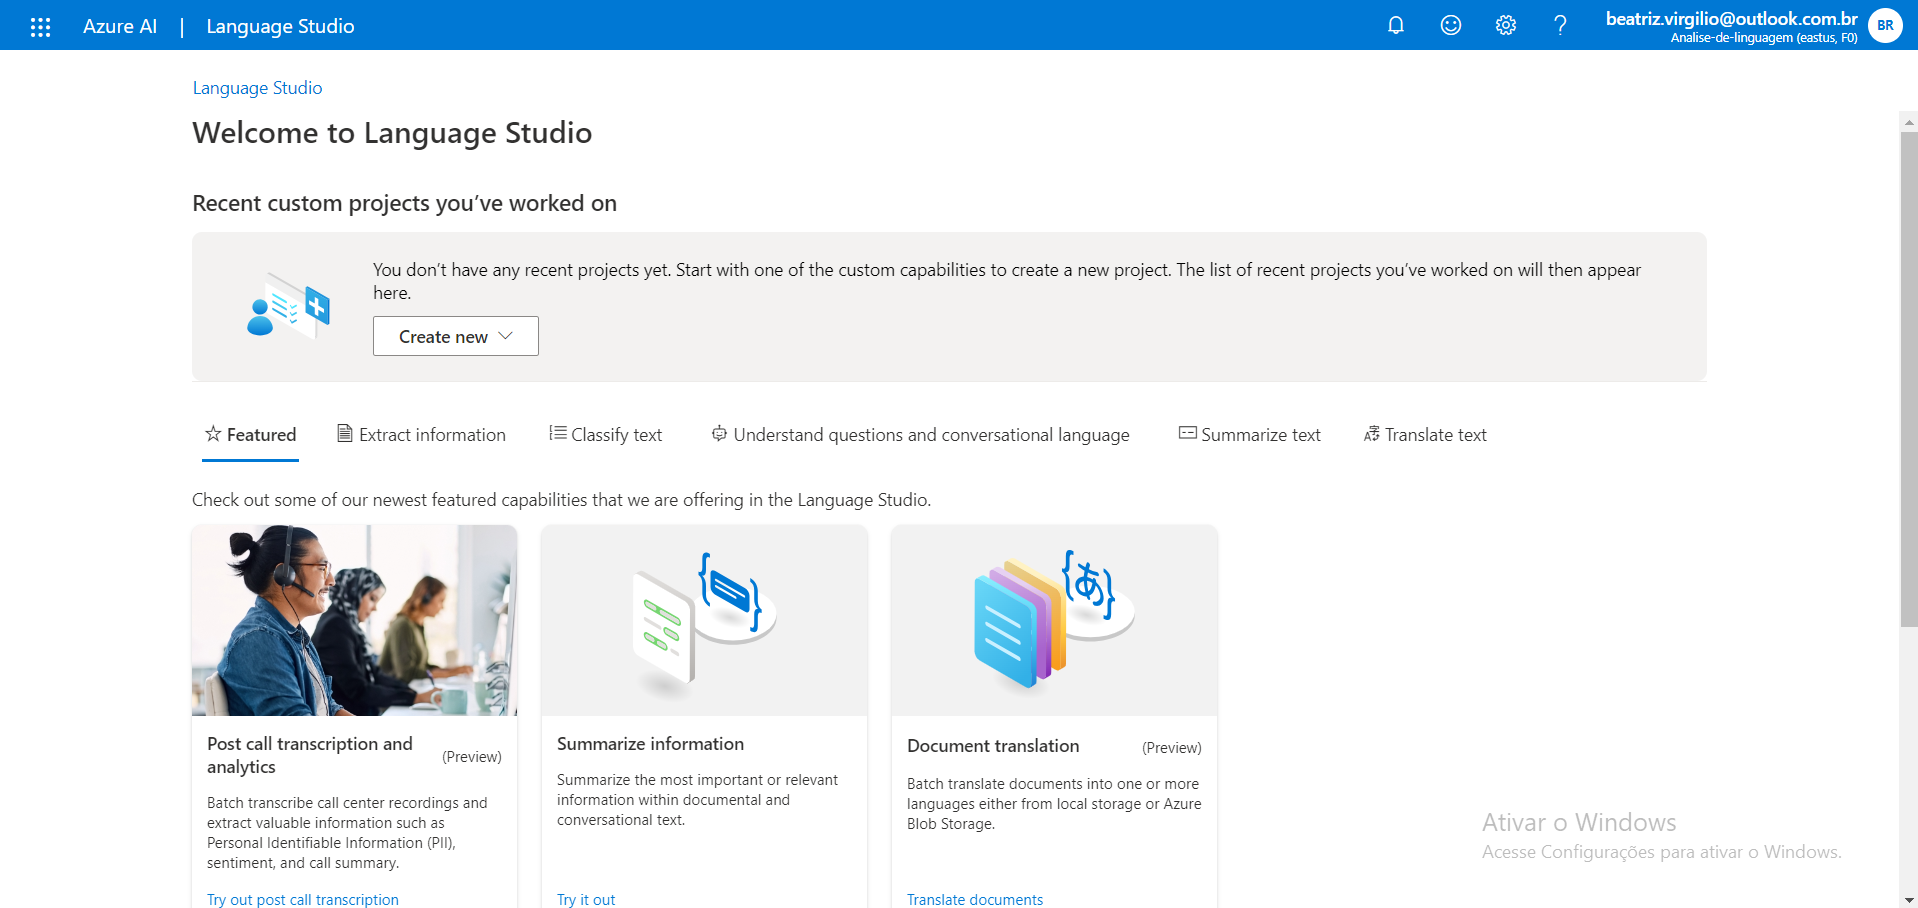 Azure AI | Language Studio
beatriz.virgilio@outlook.com.br
Analise-de-linguagem (eastus, F0)
BR
Language Studio
Welcome to Language Studio
Recent custom projects you’ve worked on
You don’t have any recent projects yet. Start with one of the custom capabilities to create a new project. The list of recent projects you’ve worked on will then appear
here.
Create new
Featured
Extract information
Classify text
Understand questions and conversational language
Summarize text
Translate text
Check out some of our newest featured capabilities that we are offering in the Language Studio.
Post call transcription and
analytics
(Preview)
Batch transcribe call center recordings and
extract valuable information such as
Personal Identifiable Information (PII),
sentiment, and call summary.
Try out post call transcription
Summarize information
Summarize the most important or relevant
information within documental and
conversational text.
Try it out
あ
Document translation
(Preview)
Batch translate documents into one or more
languages either from local storage or Azure
Blob Storage.
Translate documents
Ativar o Windows
Acesse Configurações para ativar o Windows.